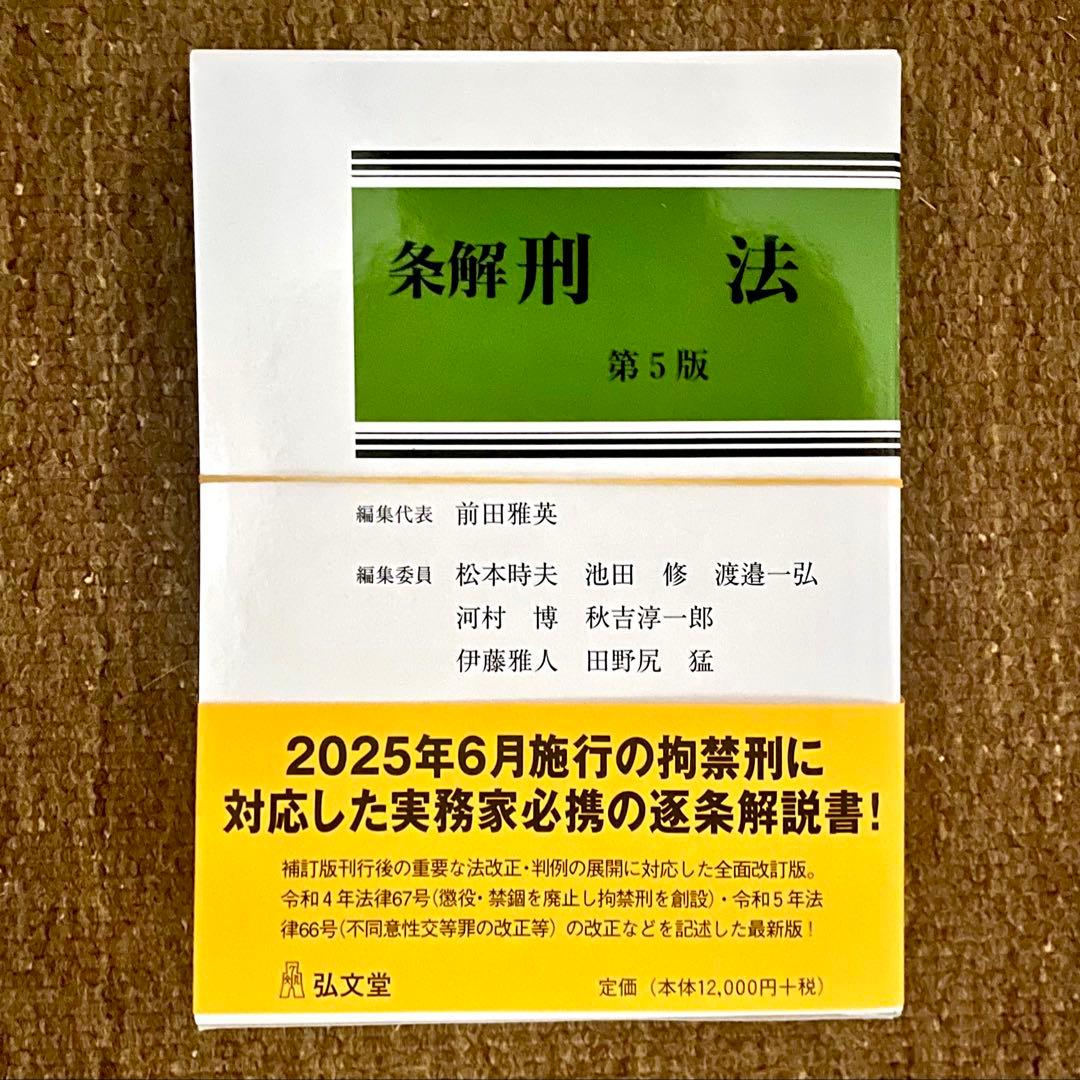 条解刑 法
第5版
編集代表 前田雅英
編集委員 松本時夫 池田 修 渡邉一弘
河村 博 秋吉淳一郎
伊藤雅人 田野尻 猛
2025年6月施行の拘禁刑に
対応した実務家必携の逐条解説書!
補訂版刊行後の重要な法改正・判例の展開に対応した全面改訂版。
令和4年法律67号(懲役・禁錮を廃止し拘禁刑を創設)・令和5年法
律66号(不同意性交等罪の改正等)の改正などを記述した最新版!
弘文堂 定価(本体12,000円+税)